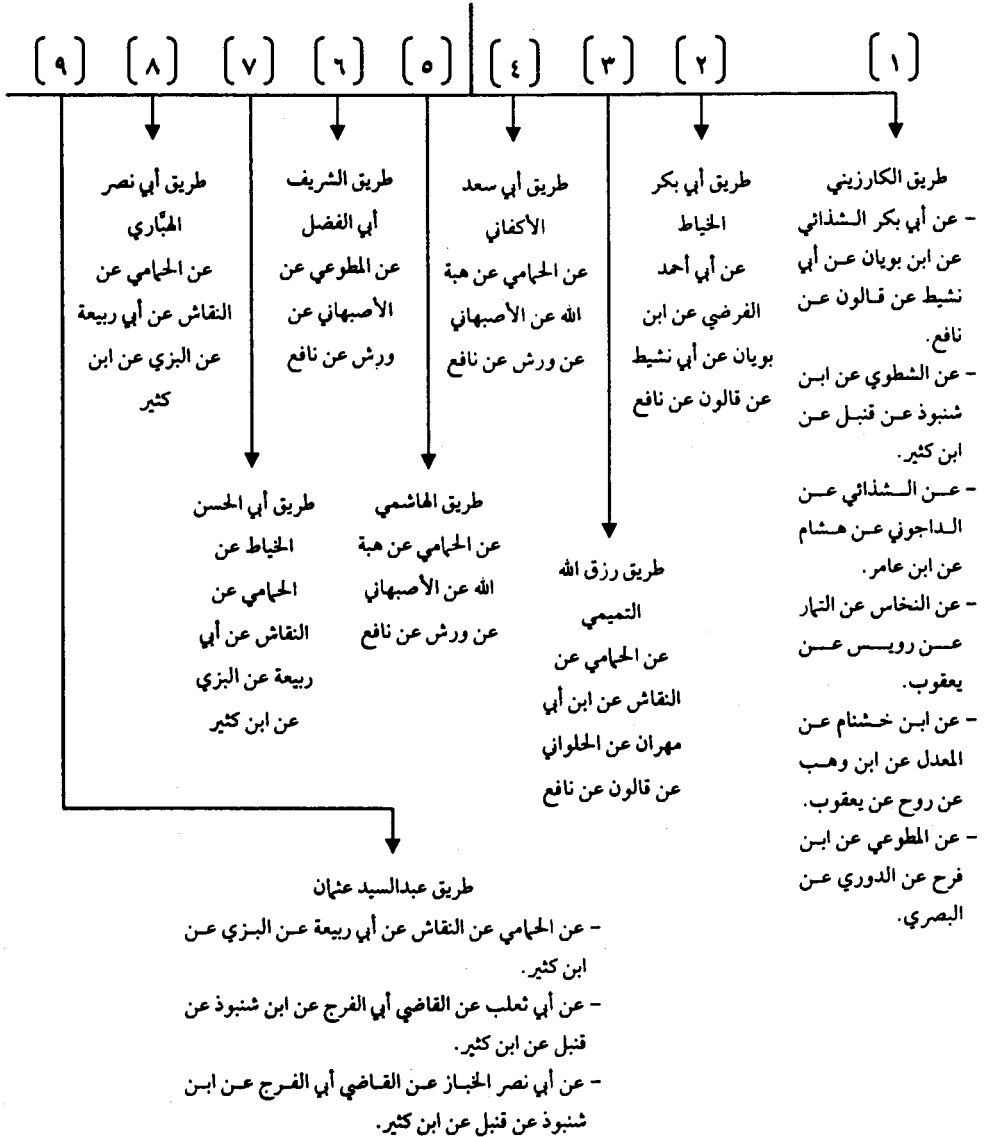 [١] [٢] [٣] [٤] [٥] [٦] [٧] [٨] [٩]
طريق الكارزيني
- عن أبي بكر الشذائي
عن ابن بويان عن أبي
نشيط عن قالون عن
نافع.
- عن الشطوي عن ابن
شنبوذ عن قنبل عن
ابن كثير.
- عن الشذائي عن
الداجوني عن هشام
عن ابن عامر.
- عن النخاس عن التمار
عن رويس عن
يعقوب.
- عن ابن خشنام عن
المعدل عن ابن وهب
عن روح عن يعقوب.
- عن المطوعي عن ابن
فرح عن الدوري عن
البصري.
طريق أبي بكر
الخياط
عن أبي أحمد
الفرضي عن ابن
بويان عن أبي نشيط
عن قالون عن نافع
طريق رزق الله
التميمي
عن الحمامي عن
النقاش عن ابن أبي
مهران عن الحلواني
عن قالون عن نافع
طريق أبي سعد
الأكفاني
عن الحمامي عن هبة
الله عن الأصبهاني
عن ورش عن نافع
طريق الهاشمي
عن الحمامي عن هبة
الله عن الأصبهاني
عن ورش عن نافع
طريق الشريف
أبي الفضل
عن المطوعي عن
الأصبهاني عن
ورش عن نافع
طريق أبي الحسن
الخياط عن
الحمامي عن
النقاش عن أبي
ربيعة عن البزي
عن ابن كثير
طريق أبي نصر
الهبَّاري
عن الحمامي عن
النقاش عن أبي ربيعة
عن البزي عن ابن
كثير
طريق عبدالسيد عثمان
- عن الحمامي عن النقاش عن أبي ربيعة عن البزي عن
ابن كثير.
- عن أبي ثعلب عن القاضي أبي الفرج عن ابن شنبوذ عن
قنبل عن ابن كثير.
- عن أبي نصر الخباز عن القاضي أبي الفرج عن ابن
شنبوذ عن قنبل عن ابن كثير.